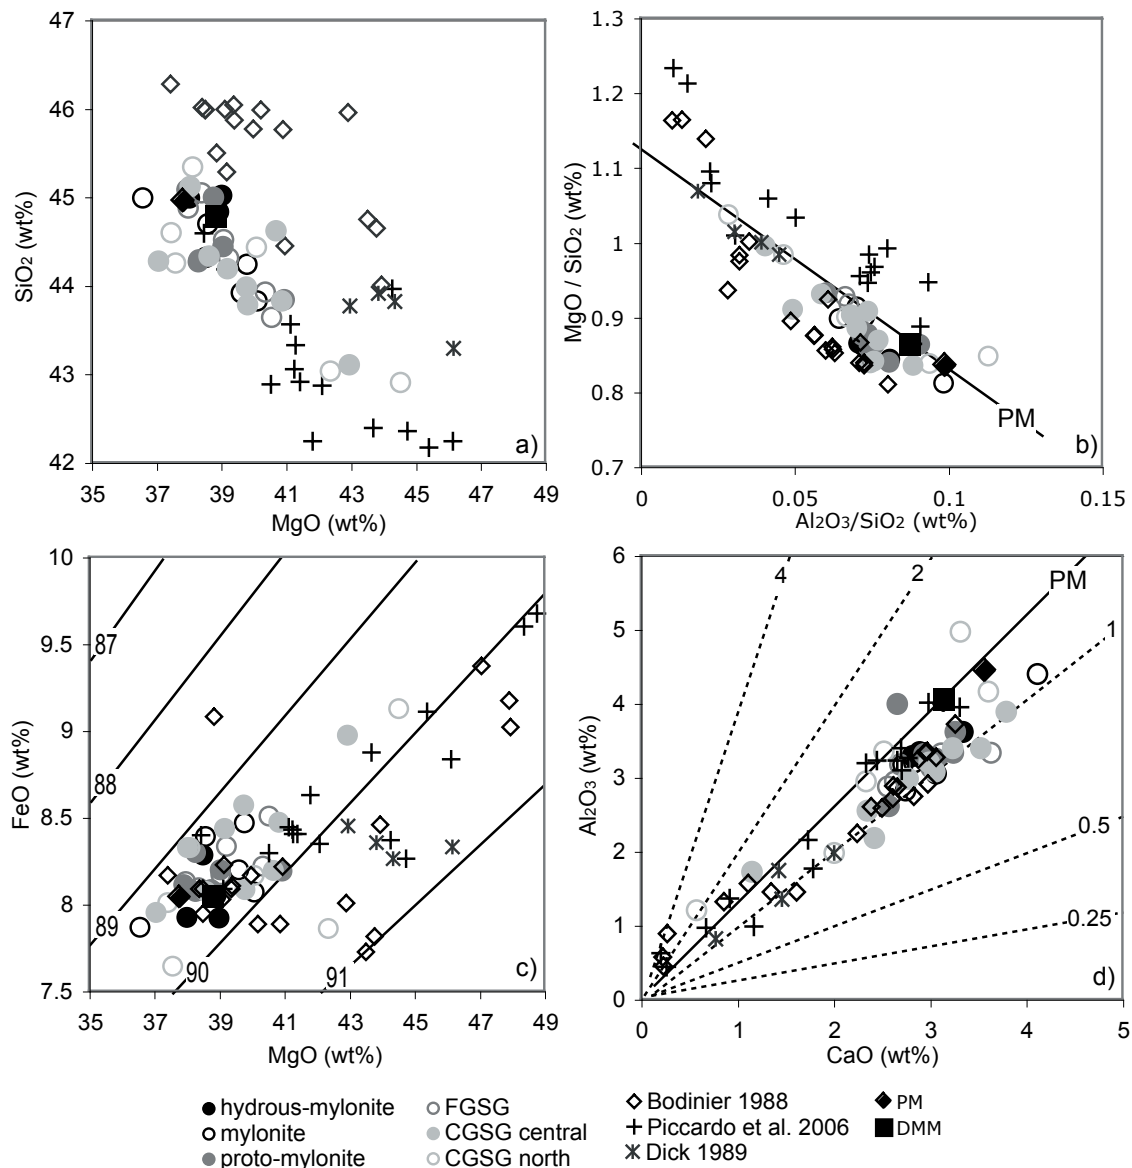 47
46
45
44
43
42
SiO2 (wt%)
35 37 39 41 43 45 47 49
MgO (wt%)
a)
1.3
1.2
1.1
1
0.9
0.8
0.7
MgO / SiO2 (wt%)
PM
b)
0 0.05 0.1 0.15
Al2O3/SiO2 (wt%)
10
9.5
9
8.5
8
7.5
FeO (wt%)
87
88
89
90
91
c)
35 37 39 41 43 45 47 49
MgO (wt%)
6
5
4
3
2
1
0
Al2O3 (wt%)
4
2
PM
1
0.5
0.25
d)
0 1 2 3 4 5
CaO (wt%)
hydrous-mylonite
mylonite
proto-mylonite
FGSG
CGSG central
CGSG north
Bodinier 1988
Piccardo et al. 2006
Dick 1989
PM
DMM